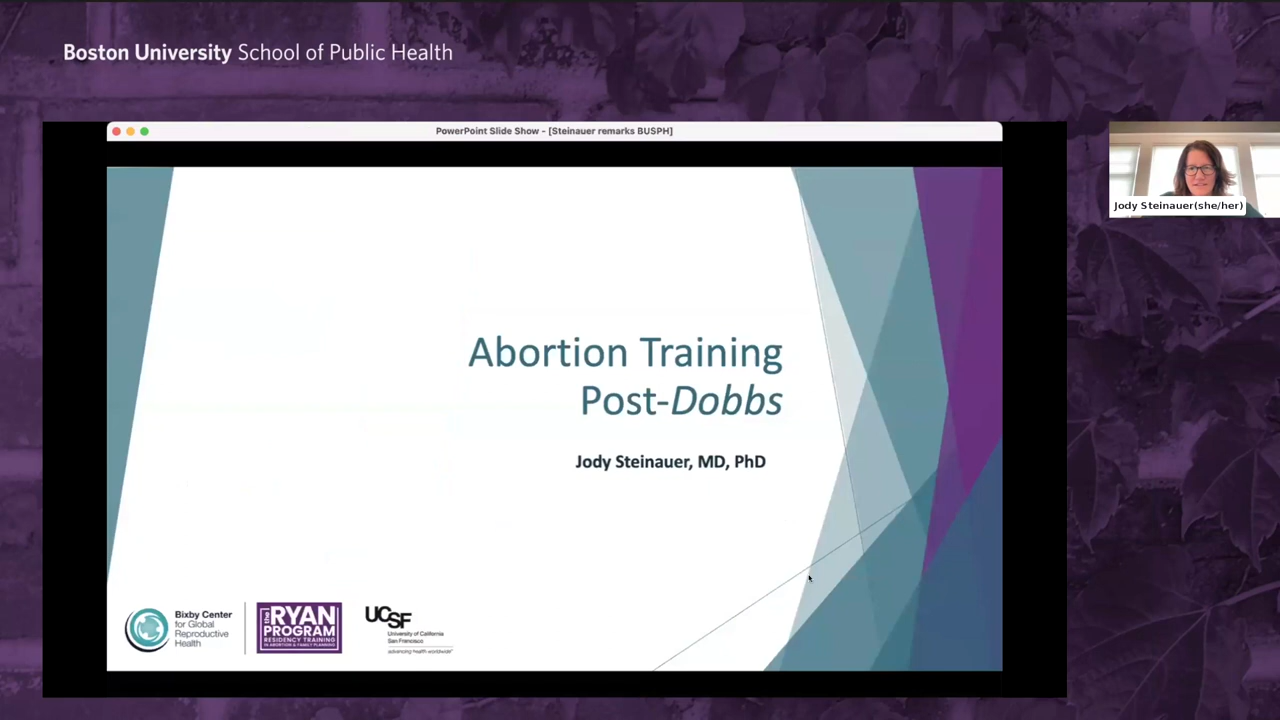 Boston University School of Public Health
PowerPoint Slide Show - [Steinauer remarks BUSPH]
Jody Steinauer(she/her)
Abortion Training
Post-Dobbs
Jody Steinauer, MD, PhD
Bixby Center
for Global
Reproductive
Health
the RYAN
PROGRAM
RESIDENCY TRAINING
IN ABORTION & FAMILY PLANNING
UCSF
University of California
San Francisco
advancing health worldwide